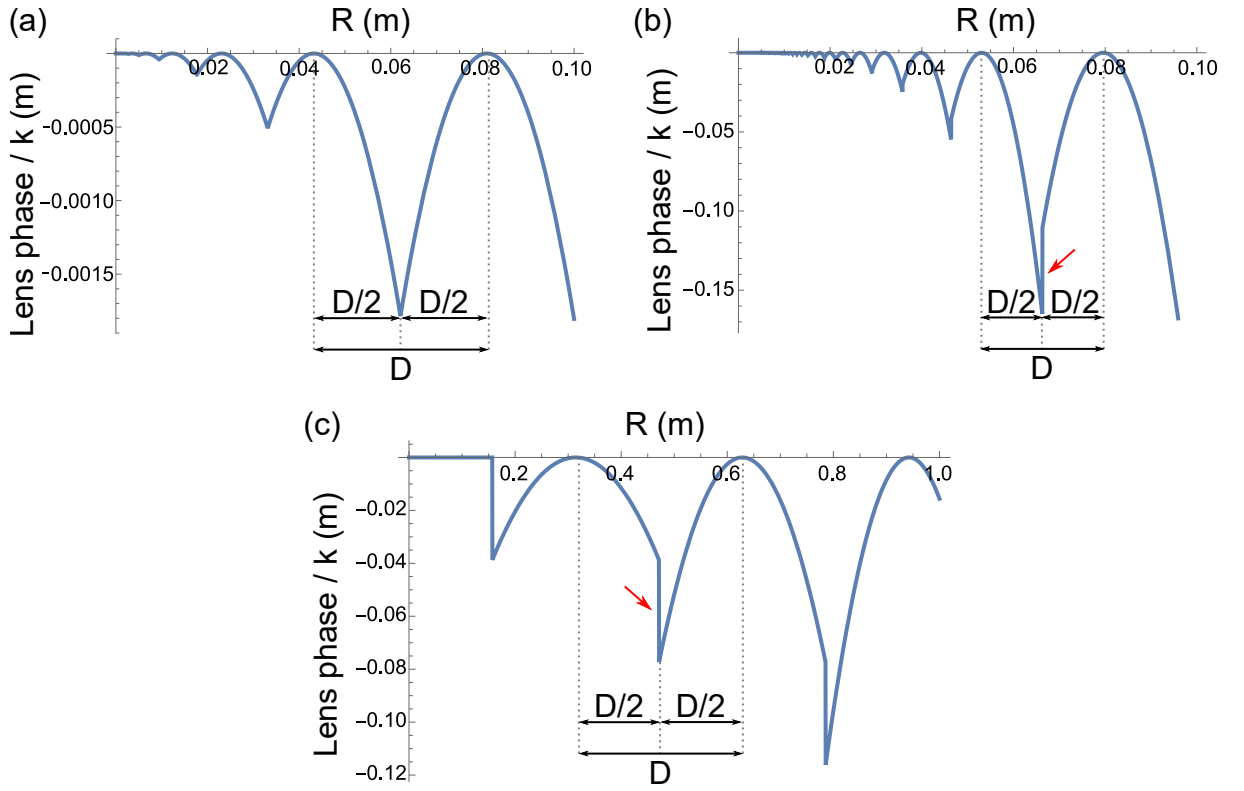 (a)
R (m)
0.02
0.04
0.06
0.08
0.10
Lens phase / k (m)
−0.0005
−0.0010
−0.0015
D/2
D/2
D
(b)
R (m)
0.02
0.04
0.06
0.08
0.10
Lens phase / k (m)
−0.05
−0.10
−0.15
D/2
D/2
D
(c)
R (m)
0.2
0.4
0.6
0.8
1.0
Lens phase / k (m)
−0.02
−0.04
−0.06
−0.08
−0.10
−0.12
D/2
D/2
D